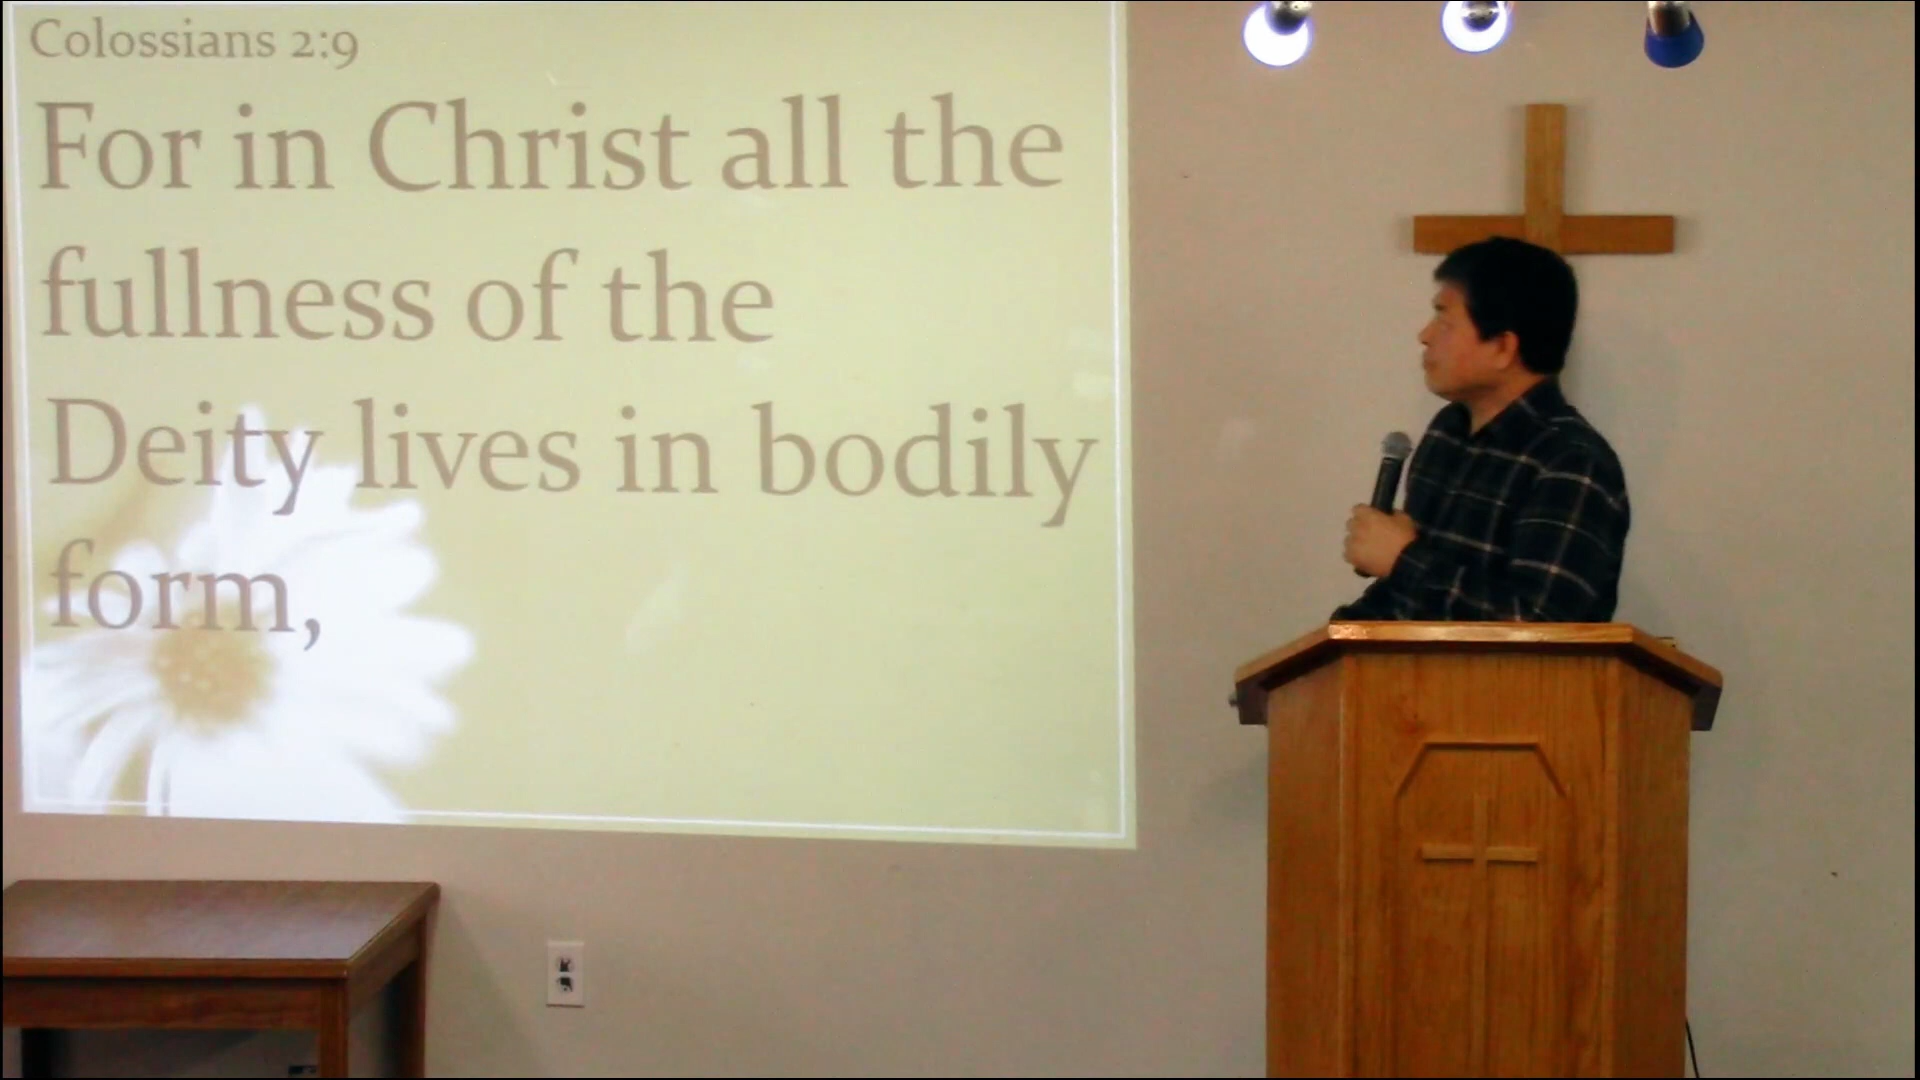 Colossians 2:9
For in Christ all the
fullness of the
Deity lives in bodily
form,